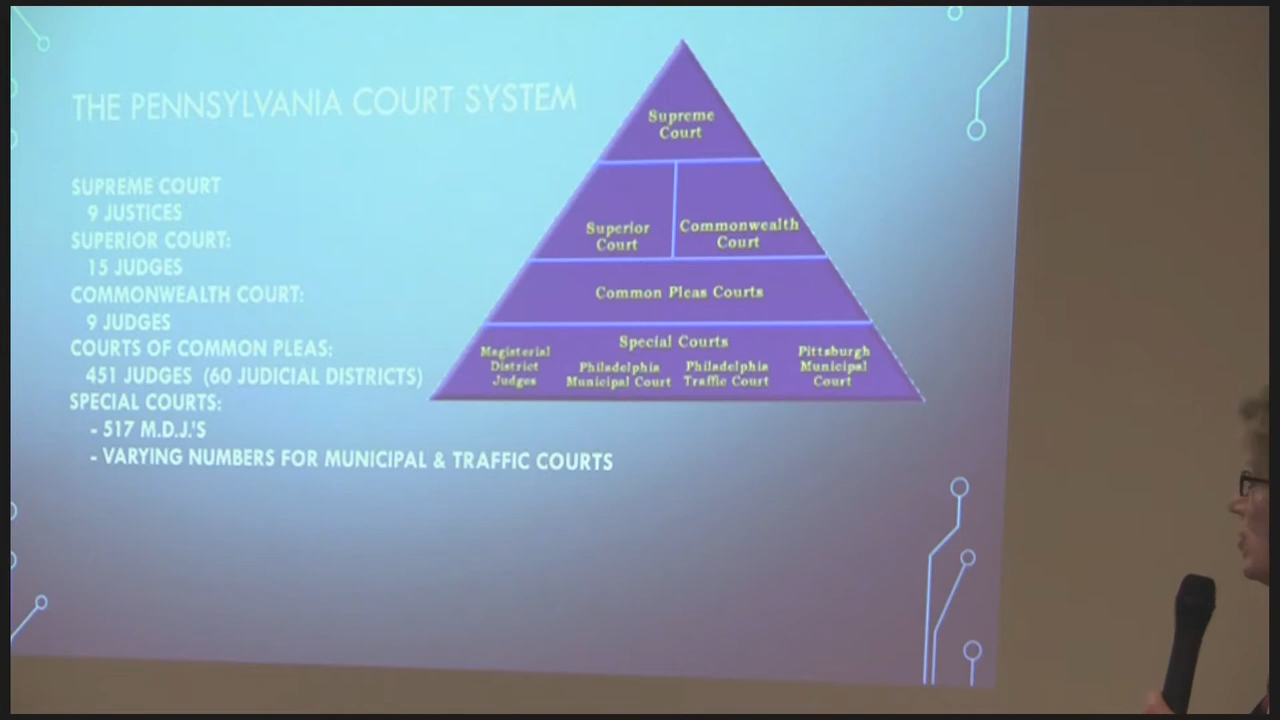 THE PENNSYLVANIA COURT SYSTEM
SUPREME COURT
9 JUSTICES
SUPERIOR COURT:
15 JUDGES
COMMONWEALTH COURT:
9 JUDGES
COURTS OF COMMON PLEAS:
451 JUDGES (60 JUDICIAL DISTRICTS)
SPECIAL COURTS:
- 517 M.D.J.'S
- VARYING NUMBERS FOR MUNICIPAL & TRAFFIC COURTS
Supreme
Court
Superior
Court
Commonwealth
Court
Common Pleas Courts
Special Courts
Magisterial
District
Judges
Philadelphia
Municipal Court
Philadelphia
Traffic Court
Pittsburgh
Municipal
Court